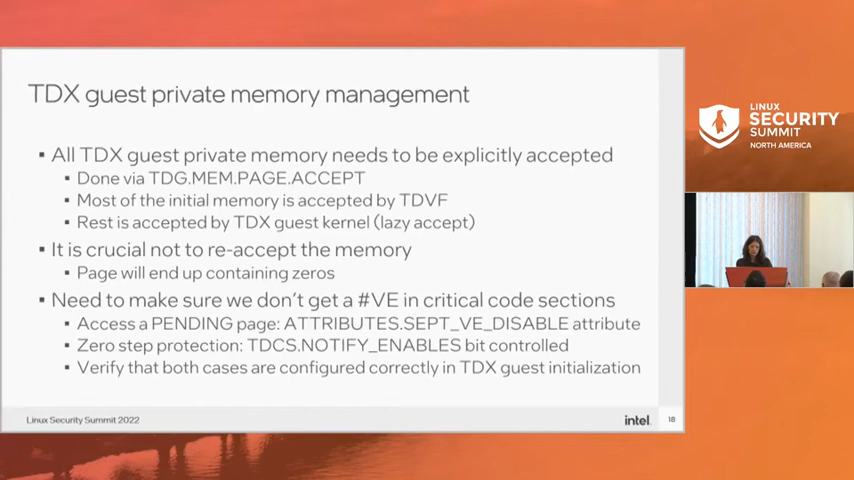 TDX guest private memory management
▪ All TDX guest private memory needs to be explicitly accepted
▪ Done via TDG.MEM.PAGE.ACCEPT
▪ Most of the initial memory is accepted by TDVF
▪ Rest is accepted by TDX guest kernel (lazy accept)
▪ It is crucial not to re-accept the memory
▪ Page will end up containing zeros
▪ Need to make sure we don't get a #VE in critical code sections
▪ Access a PENDING page: ATTRIBUTES.SEPT_VE_DISABLE attribute
▪ Zero step protection: TDCS.NOTIFY_ENABLES bit controlled
▪ Verify that both cases are configured correctly in TDX guest initialization
Linux Security Summit 2022
intel.
18
LINUX
SECURITY
SUMMIT
NORTH AMERICA